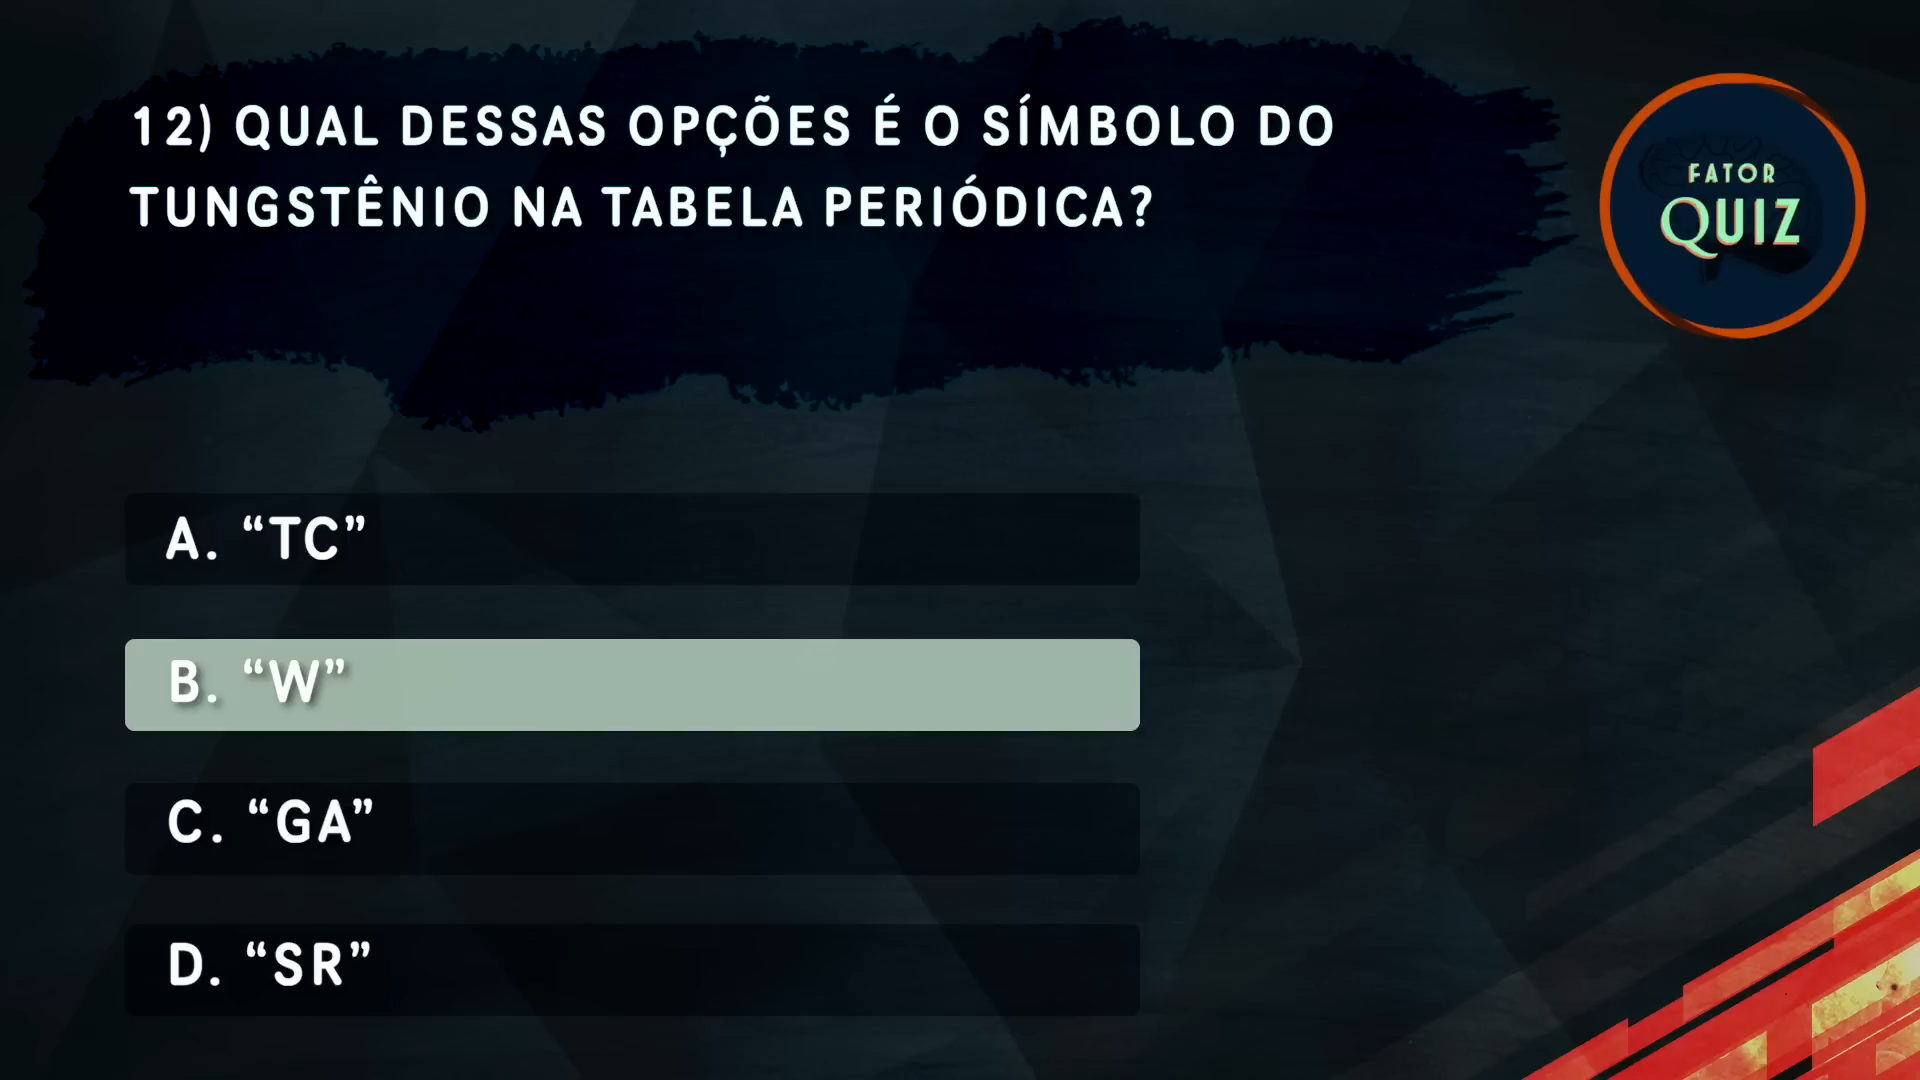 12) QUAL DESSAS OPÇÕES É O SÍMBOLO DO
TUNGSTÊNIO NA TABELA PERIÓDICA?
FATOR
QUIZ
A. “TC”
B. “W”
C. “GA”
D. “SR”